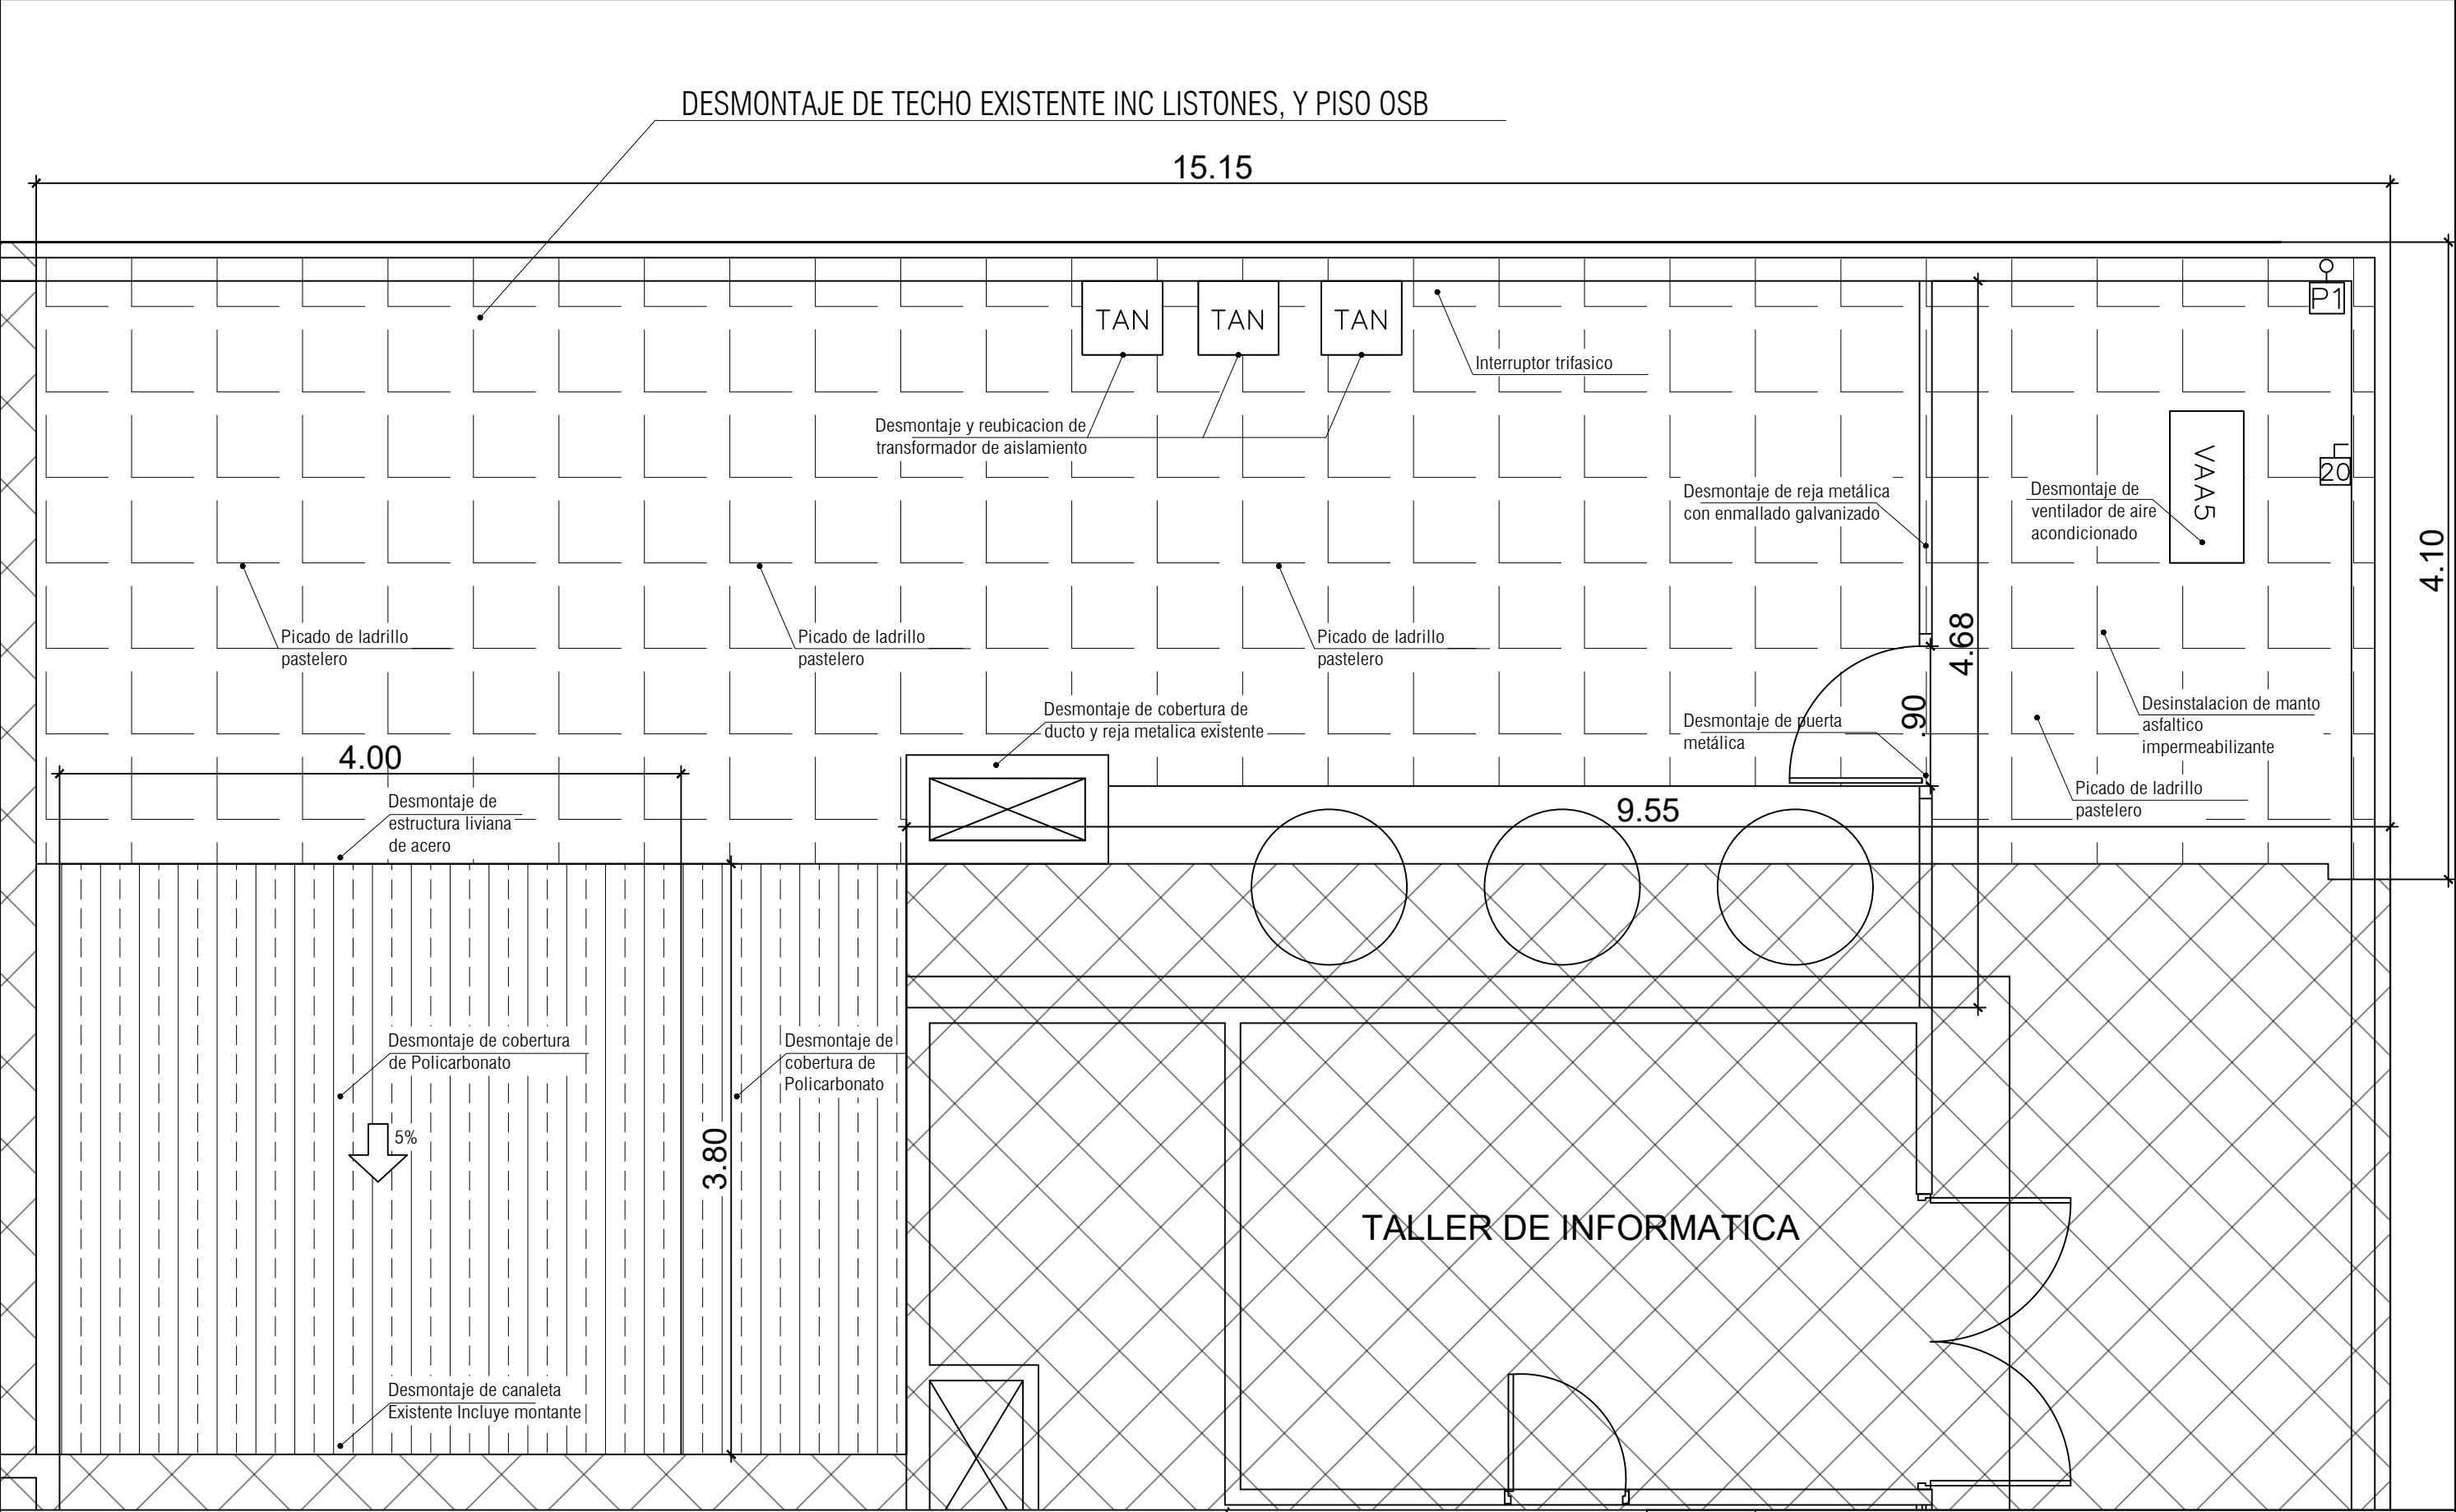 DESMONTAJE DE TECHO EXISTENTE INC LISTONES, Y PISO OSB
15.15
TAN
TAN
TAN
P1
Interruptor trifasico
Desmontaje y reubicacion de
transformador de aislamiento
VAA5
20
Desmontaje de reja metálica
con enmallado galvanizado
Desmontaje de
ventilador de aire
acondicionado
4.10
Picado de ladrillo
pastelero
Picado de ladrillo
pastelero
Picado de ladrillo
pastelero
4.68
.90
Desmontaje de cobertura de
ducto y reja metalica existente
Desmontaje de puerta
metálica
Desinstalacion de manto
asfaltico
impermeabilizante
Picado de ladrillo
pastelero
4.00
Desmontaje de
estructura liviana
de acero
9.55
Desmontaje de cobertura
de Policarbonato
Desmontaje de
cobertura de
Policarbonato
5%
3.80
TALLER DE INFORMATICA
Desmontaje de canaleta
Existente Incluye montante